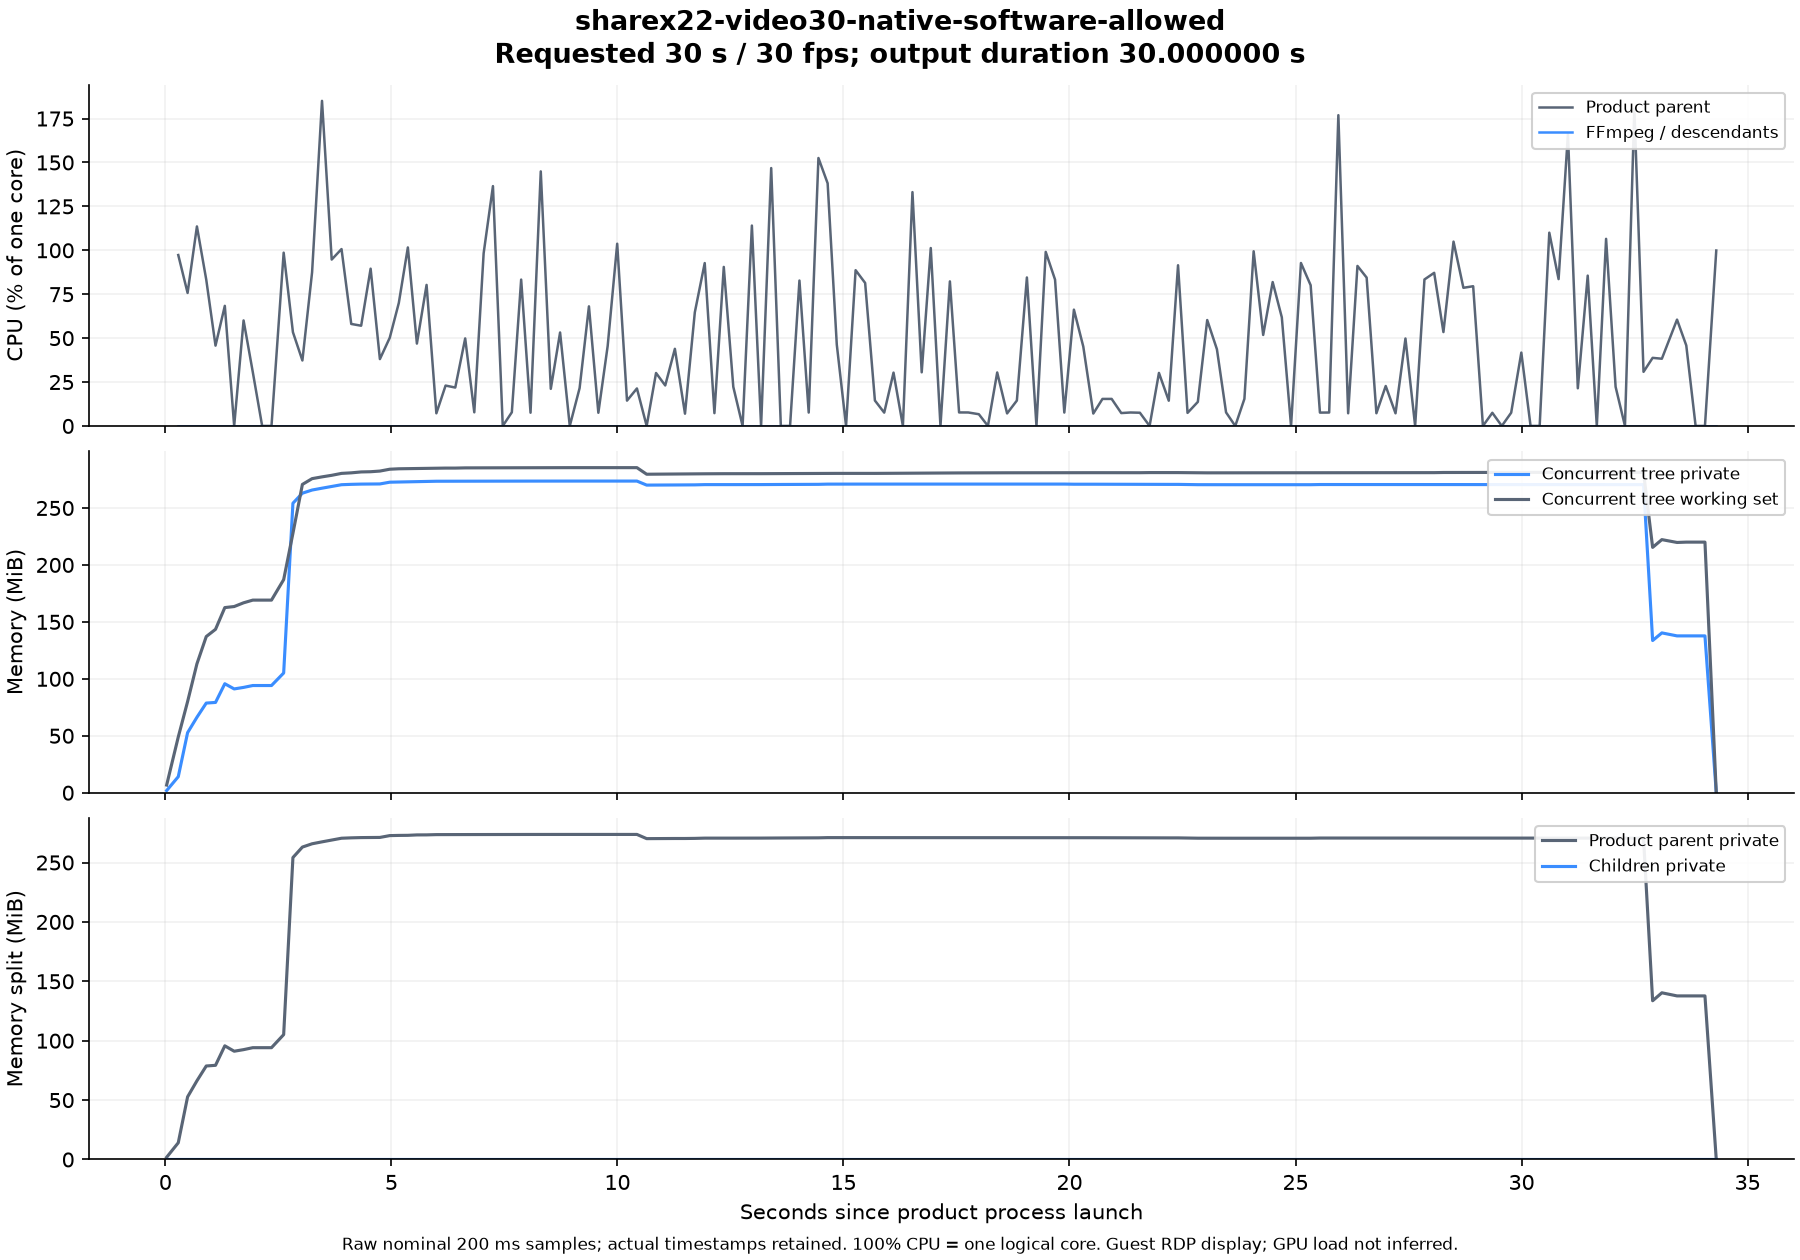 sharex22-video30-native-software-allowed
Requested 30 s / 30 fps; output duration 30.000000 s
CPU (% of one core)
175
150
125
100
75
50
25
0
Product parent
FFmpeg / descendants
Memory (MiB)
250
200
150
100
50
0
Concurrent tree private
Concurrent tree working set
Memory split (MiB)
250
200
150
100
50
0
Product parent private
Children private
0 5 10 15 20 25 30 35
Seconds since product process launch
Raw nominal 200 ms samples; actual timestamps retained. 100% CPU = one logical core. Guest RDP display; GPU load not inferred.